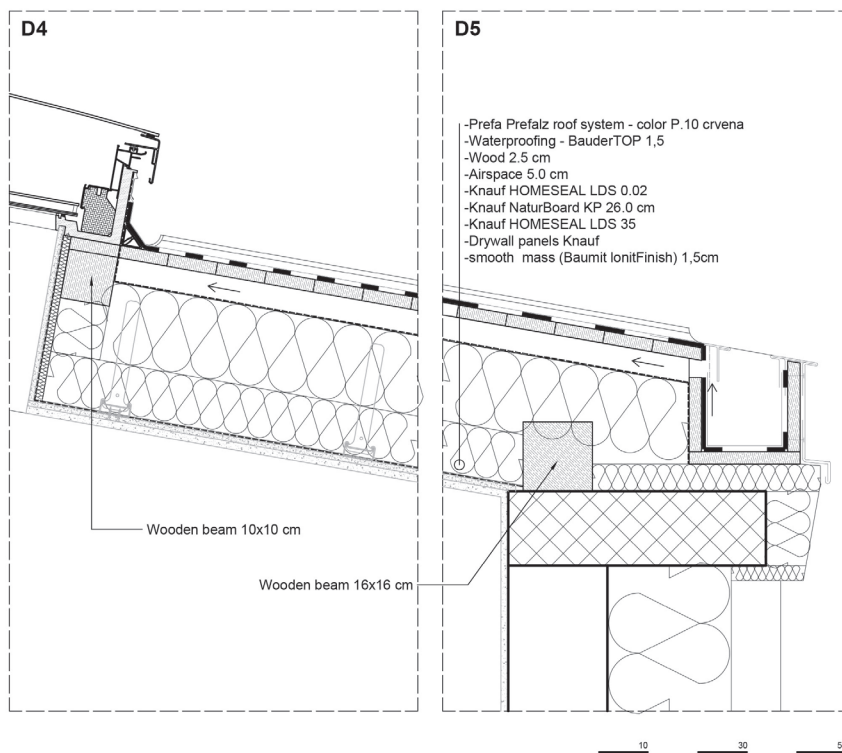 D4
D5
-Prefa Prefalz roof system - color P.10 crvena
-Waterproofing - BauderTOP 1,5
-Wood 2.5 cm
-Airspace 5.0 cm
-Knauf HOMESEAL LDS 0.02
-Knauf NaturBoard KP 26.0 cm
-Knauf HOMESEAL LDS 35
-Drywall panels Knauf
-smooth mass (Baumit IonitFinish) 1,5cm
Wooden beam 10x10 cm
Wooden beam 16x16 cm
10 30 5